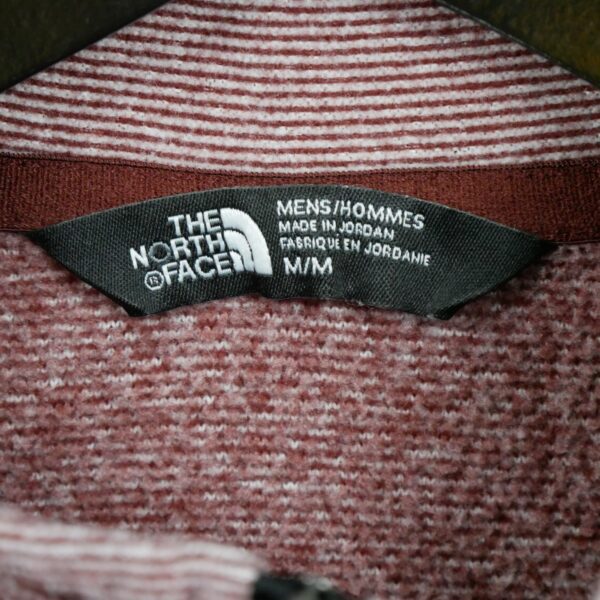 THE
NORTH
®FACE
MENS/HOMMES
MADE IN JORDAN
FABRIQUE EN JORDANIE
M/M